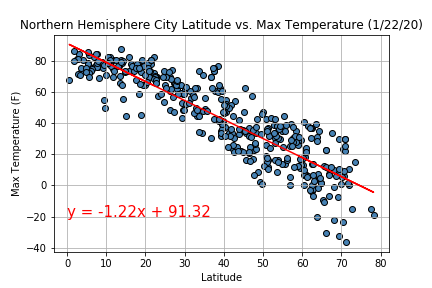 Northern Hemisphere City Latitude vs. Max Temperature (1/22/20)
Max Temperature (F)
80
60
40
20
0
−20
−40
y = -1.22x + 91.32
0 10 20 30 40 50 60 70 80
Latitude